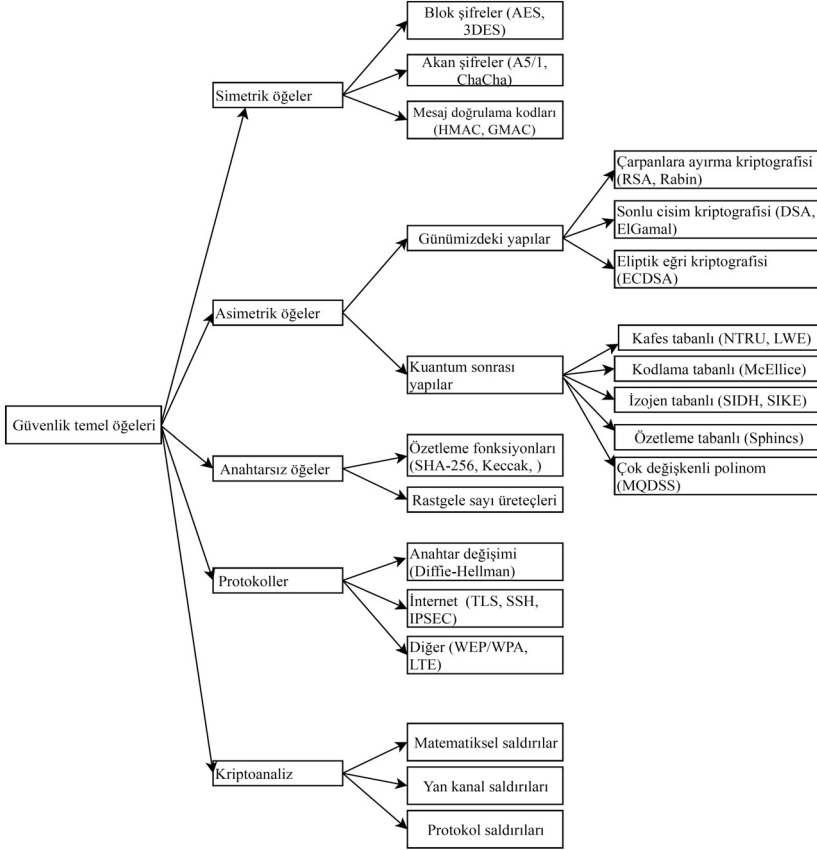 Blok şifreler (AES,
3DES)
Akan şifreler (A5/1,
ChaCha)
Simetrik öğeler
Mesaj doğrulama kodları
(HMAC, GMAC)
Çarpanlara ayırma kriptografisi
(RSA, Rabin)
Sonlu cisim kriptografisi (DSA,
ElGamal)
Günümizdeki yapılar
Eliptik eğri kriptografisi
(ECDSA)
Asimetrik öğeler
Kafes tabanlı (NTRU, LWE)
Kuantum sonrası
yapılar
Kodlama tabanlı (McEllice)
İzojen tabanlı (SIDH, SIKE)
Güvenlik temel öğeleri
Özetleme tabanlı (Sphincs)
Özetleme fonksiyonları
(SHA-256, Keccak, )
Çok değişkenli polinom
(MQDSS)
Anahtarsız öğeler
Rastgele sayı üreteçleri
Anahtar değişimi
(Diffie-Hellman)
Protokoller
İnternet (TLS, SSH,
IPSEC)
Diğer (WEP/WPA,
LTE)
Matematiksel saldırılar
Kriptoanaliz
Yan kanal saldırıları
Protokol saldırıları